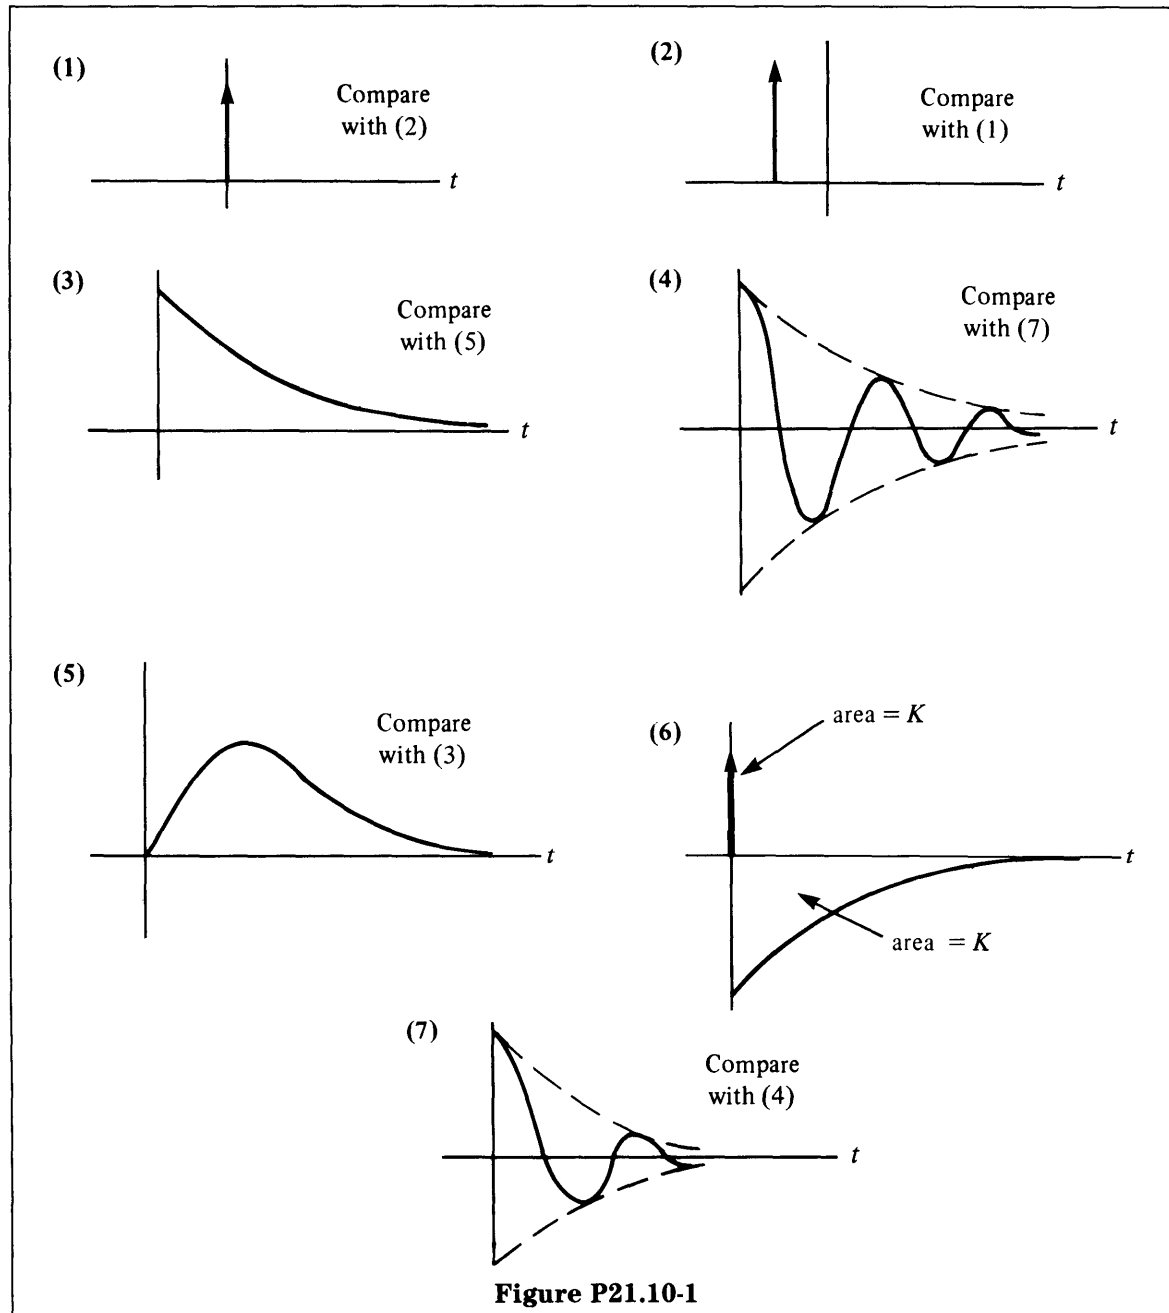 (1)
Compare
with (2)
t
(2)
Compare
with (1)
t
(3)
Compare
with (5)
t
(4)
Compare
with (7)
t
(5)
Compare
with (3)
t
(6)
area = K
t
area = K
(7)
Compare
with (4)
t
Figure P21.10-1